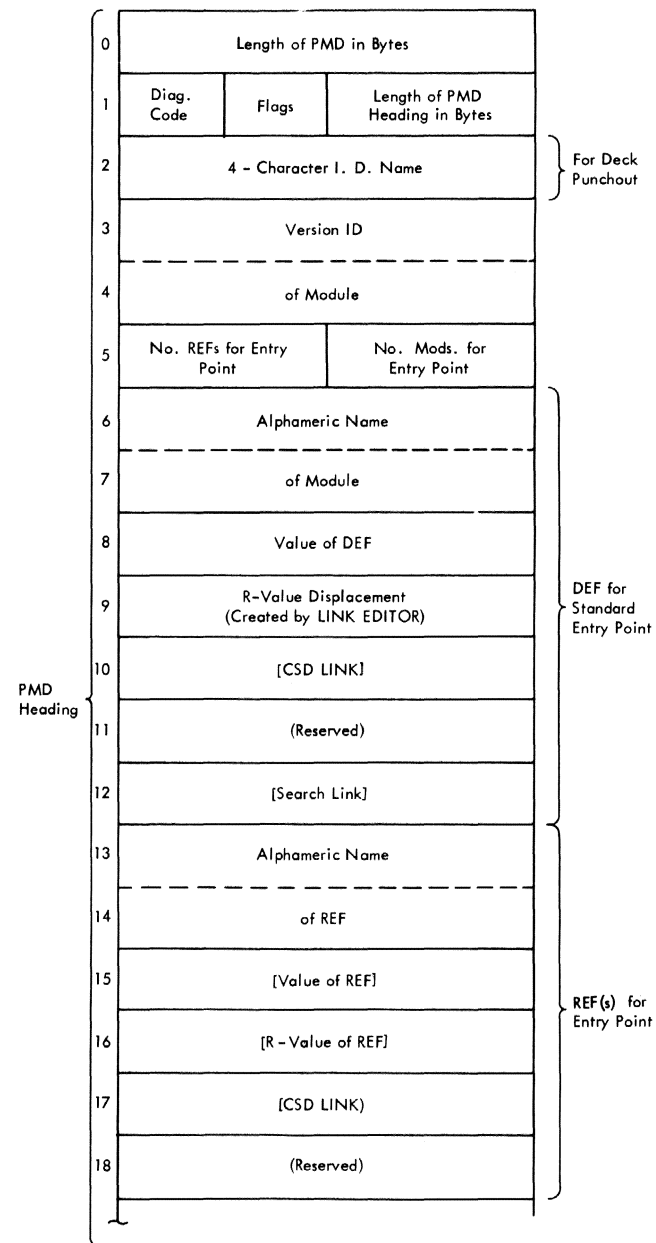 0 Length of PMD in Bytes
1 Diag. Code Flags Length of PMD Heading in Bytes
2 4 - Character I. D. Name
For Deck
Punchout
3 Version ID
4 of Module
5 No. REFs for Entry Point No. Mods. for Entry Point
6 Alphameric Name
7 of Module
8 Value of DEF
9 R-Value Displacement
(Created by LINK EDITOR)
DEF for
Standard
Entry Point
10 [CSD LINK]
PMD
Heading
11 (Reserved)
12 [Search Link]
13 Alphameric Name
14 of REF
15 [Value of REF]
REF(s) for
Entry Point
16 [R-Value of REF]
17 [CSD LINK)
18 (Reserved)